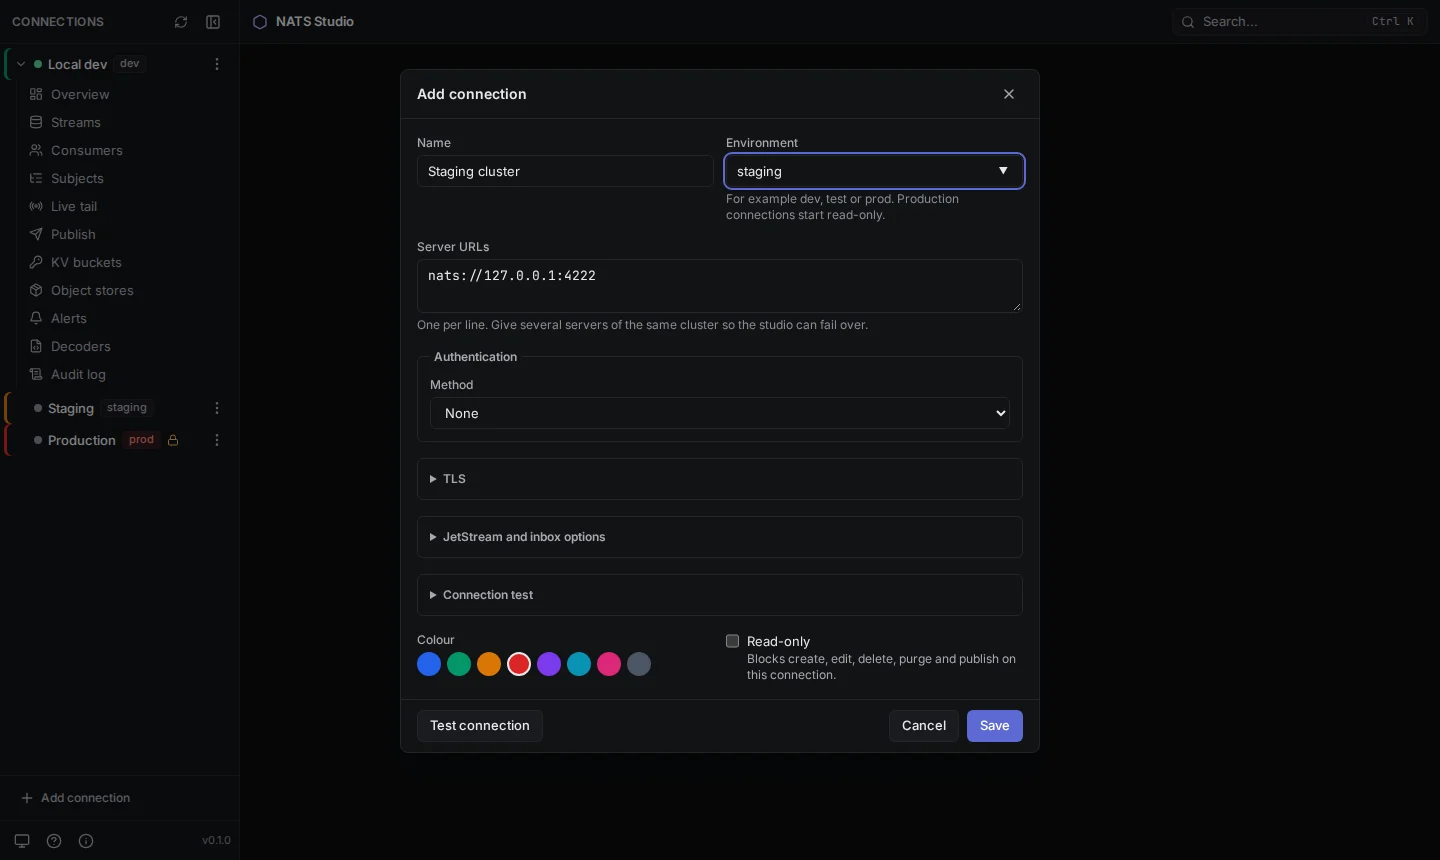 CONNECTIONS
NATS Studio
Search...
Ctrl K
Local dev
dev
Overview
Streams
Consumers
Subjects
Live tail
Publish
KV buckets
Object stores
Alerts
Decoders
Audit log
Staging
staging
Production
prod
Add connection
v0.1.0
Add connection
Name
Staging cluster
Environment
staging
For example dev, test or prod. Production
connections start read-only.
Server URLs
nats://127.0.0.1:4222
One per line. Give several servers of the same cluster so the studio can fail over.
Authentication
Method
None
TLS
JetStream and inbox options
Connection test
Colour
Read-only
Blocks create, edit, delete, purge and publish on
this connection.
Test connection
Cancel
Save